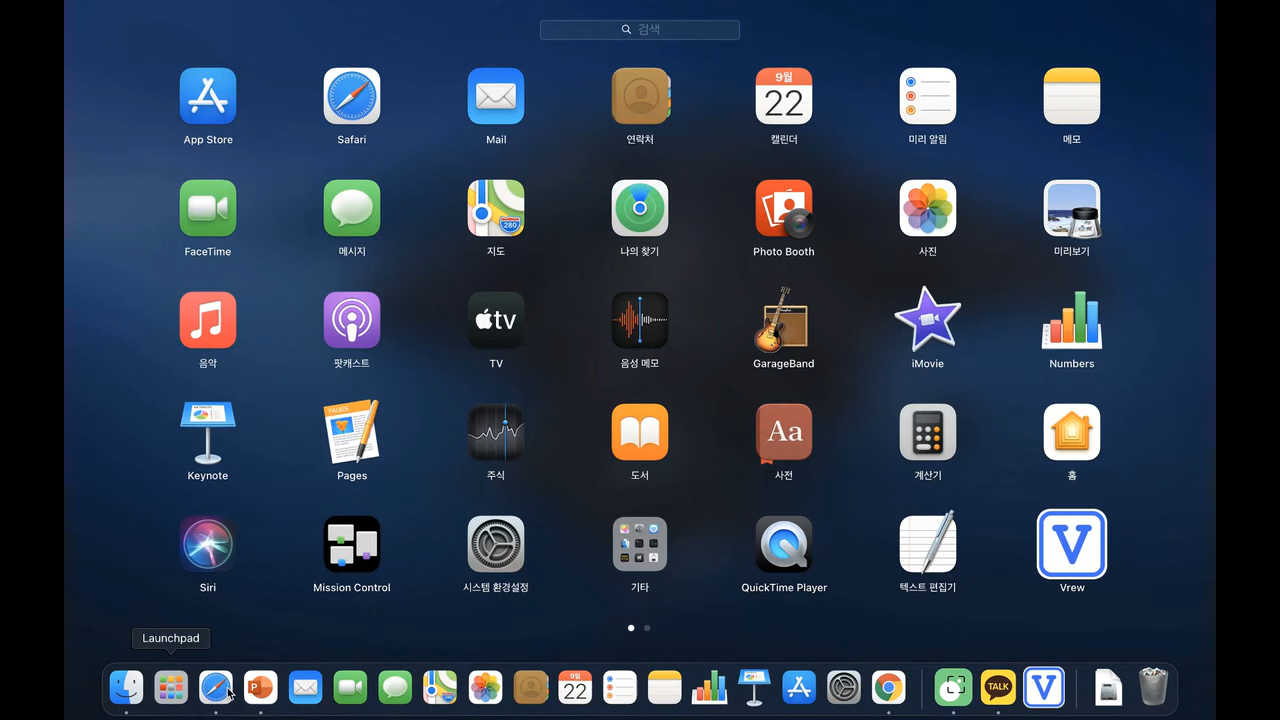 검색
App Store
Safari
Mail
연락처
9월
22
캘린더
미리 알림
메모
FaceTime
메시지
280
지도
나의 찾기
Photo Booth
사진
미리보기
음악
팟캐스트
tv
TV
음성 메모
GarageBand
iMovie
Numbers
KEYNOTE
Keynote
PAGES
Pages
주식
도서
Aa
사전
계산기
홈
Siri
Mission Control
시스템 환경설정
기타
QuickTime Player
텍스트 편집기
V
Vrew
Launchpad
P
9월
22
TALK
V